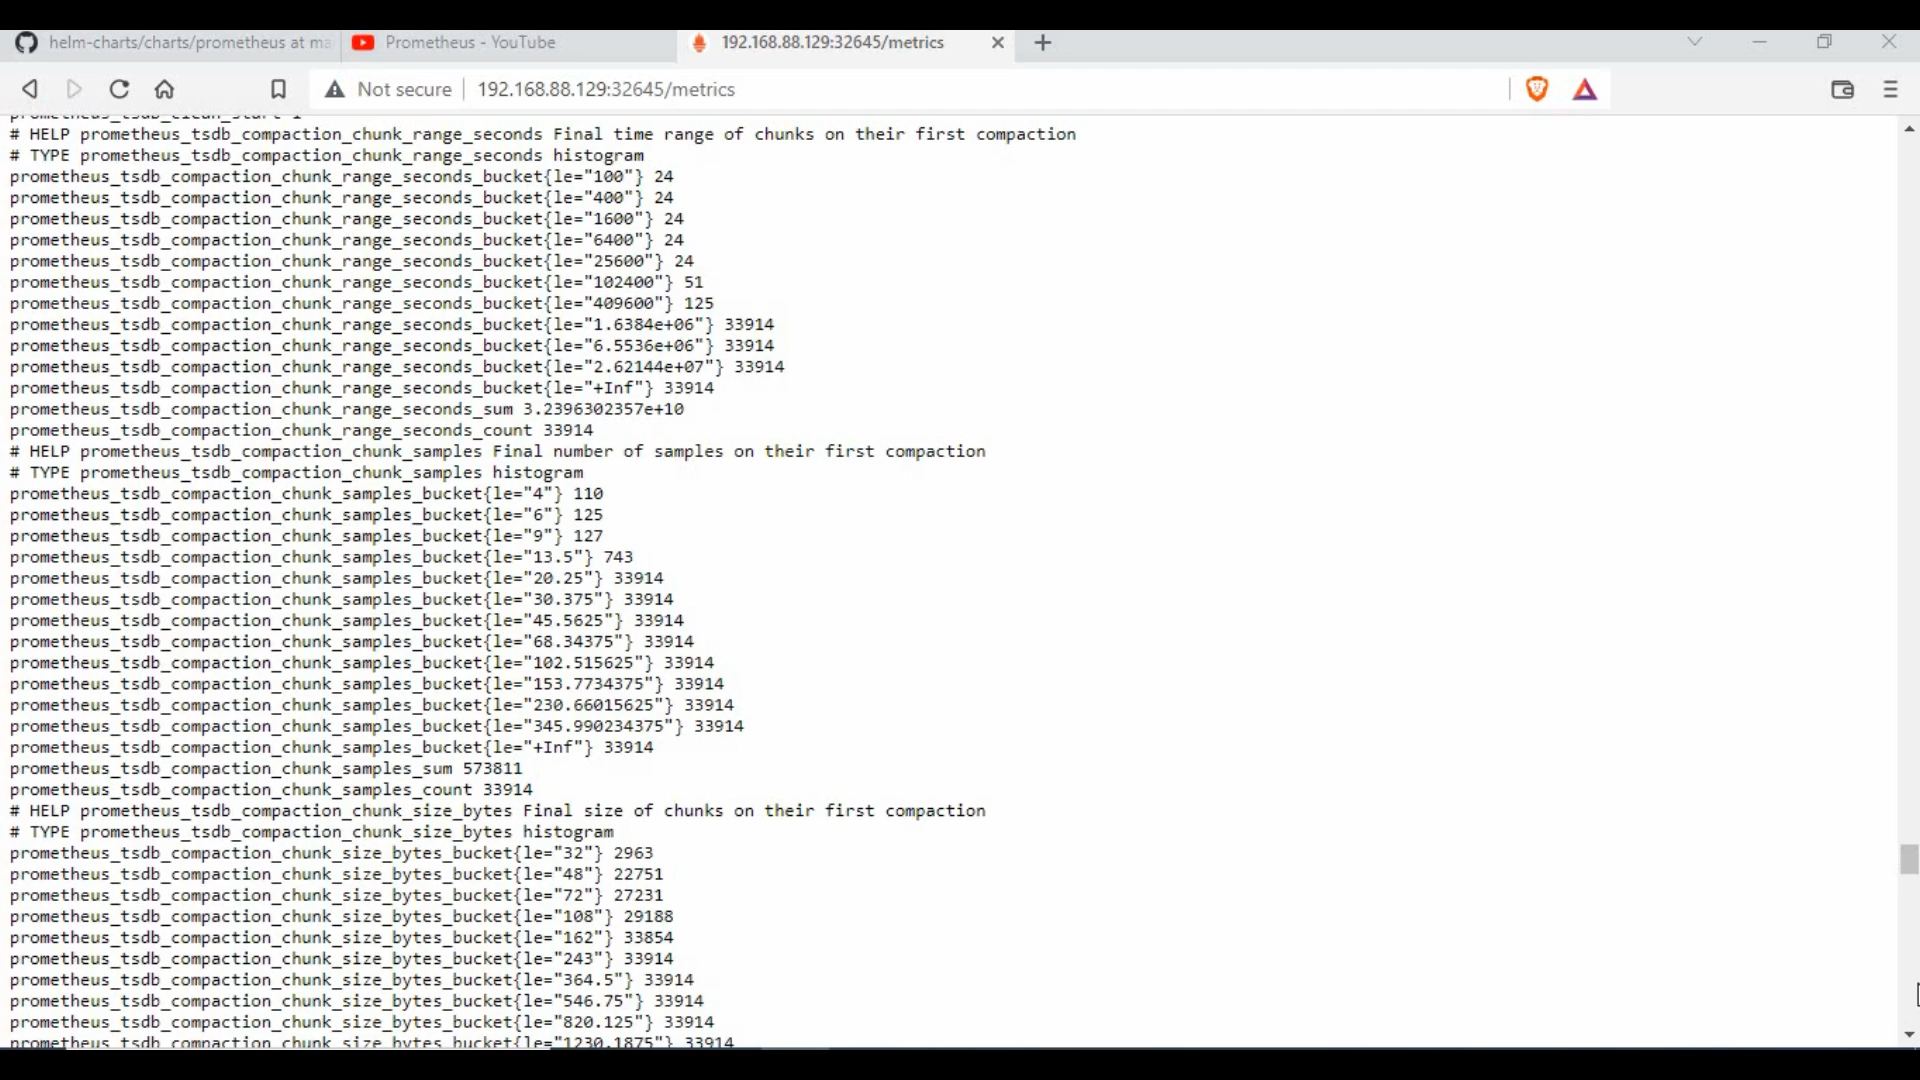 helm-charts/charts/prometheus at ma
Prometheus - YouTube
192.168.88.129:32645/metrics
Not secure
192.168.88.129:32645/metrics
prometheus_tsdb_clean_start 1
# HELP prometheus_tsdb_compaction_chunk_range_seconds Final time range of chunks on their first compaction
# TYPE prometheus_tsdb_compaction_chunk_range_seconds histogram
prometheus_tsdb_compaction_chunk_range_seconds_bucket{le="100"} 24
prometheus_tsdb_compaction_chunk_range_seconds_bucket{le="400"} 24
prometheus_tsdb_compaction_chunk_range_seconds_bucket{le="1600"} 24
prometheus_tsdb_compaction_chunk_range_seconds_bucket{le="6400"} 24
prometheus_tsdb_compaction_chunk_range_seconds_bucket{le="25600"} 24
prometheus_tsdb_compaction_chunk_range_seconds_bucket{le="102400"} 51
prometheus_tsdb_compaction_chunk_range_seconds_bucket{le="409600"} 125
prometheus_tsdb_compaction_chunk_range_seconds_bucket{le="1.6384e+06"} 33914
prometheus_tsdb_compaction_chunk_range_seconds_bucket{le="6.5536e+06"} 33914
prometheus_tsdb_compaction_chunk_range_seconds_bucket{le="2.62144e+07"} 33914
prometheus_tsdb_compaction_chunk_range_seconds_bucket{le="+Inf"} 33914
prometheus_tsdb_compaction_chunk_range_seconds_sum 3.2396302357e+10
prometheus_tsdb_compaction_chunk_range_seconds_count 33914
# HELP prometheus_tsdb_compaction_chunk_samples Final number of samples on their first compaction
# TYPE prometheus_tsdb_compaction_chunk_samples histogram
prometheus_tsdb_compaction_chunk_samples_bucket{le="4"} 110
prometheus_tsdb_compaction_chunk_samples_bucket{le="6"} 125
prometheus_tsdb_compaction_chunk_samples_bucket{le="9"} 127
prometheus_tsdb_compaction_chunk_samples_bucket{le="13.5"} 743
prometheus_tsdb_compaction_chunk_samples_bucket{le="20.25"} 33914
prometheus_tsdb_compaction_chunk_samples_bucket{le="30.375"} 33914
prometheus_tsdb_compaction_chunk_samples_bucket{le="45.5625"} 33914
prometheus_tsdb_compaction_chunk_samples_bucket{le="68.34375"} 33914
prometheus_tsdb_compaction_chunk_samples_bucket{le="102.515625"} 33914
prometheus_tsdb_compaction_chunk_samples_bucket{le="153.7734375"} 33914
prometheus_tsdb_compaction_chunk_samples_bucket{le="230.66015625"} 33914
prometheus_tsdb_compaction_chunk_samples_bucket{le="345.990234375"} 33914
prometheus_tsdb_compaction_chunk_samples_bucket{le="+Inf"} 33914
prometheus_tsdb_compaction_chunk_samples_sum 573811
prometheus_tsdb_compaction_chunk_samples_count 33914
# HELP prometheus_tsdb_compaction_chunk_size_bytes Final size of chunks on their first compaction
# TYPE prometheus_tsdb_compaction_chunk_size_bytes histogram
prometheus_tsdb_compaction_chunk_size_bytes_bucket{le="32"} 2963
prometheus_tsdb_compaction_chunk_size_bytes_bucket{le="48"} 22751
prometheus_tsdb_compaction_chunk_size_bytes_bucket{le="72"} 27231
prometheus_tsdb_compaction_chunk_size_bytes_bucket{le="108"} 29188
prometheus_tsdb_compaction_chunk_size_bytes_bucket{le="162"} 33854
prometheus_tsdb_compaction_chunk_size_bytes_bucket{le="243"} 33914
prometheus_tsdb_compaction_chunk_size_bytes_bucket{le="364.5"} 33914
prometheus_tsdb_compaction_chunk_size_bytes_bucket{le="546.75"} 33914
prometheus_tsdb_compaction_chunk_size_bytes_bucket{le="820.125"} 33914
prometheus_tsdb_compaction_chunk_size_bytes_bucket{le="1230.1875"} 33914